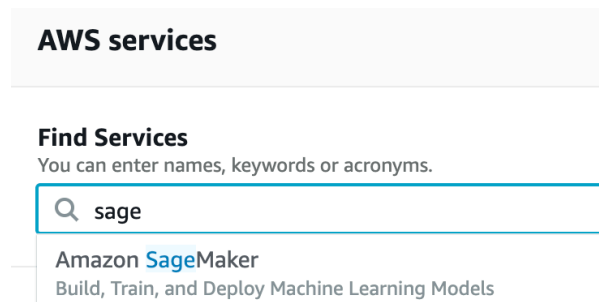 AWS services
Find Services
You can enter names, keywords or acronyms.
sage
Amazon SageMaker
Build, Train, and Deploy Machine Learning Models